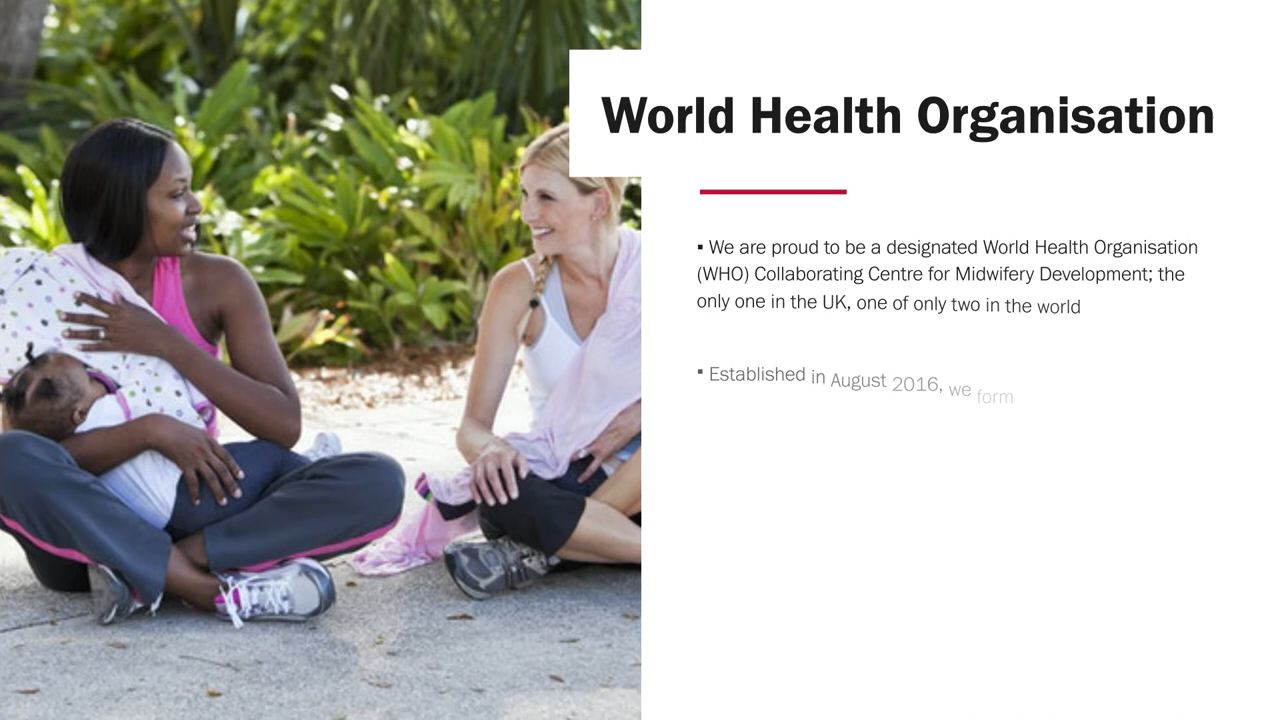 World Health Organisation
▪ We are proud to be a designated World Health Organisation
(WHO) Collaborating Centre for Midwifery Development; the
only one in the UK, one of only two in the world
▪ Established in August 2016, we form